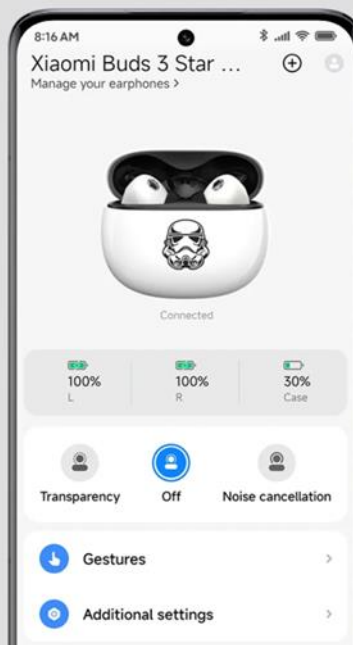 8:16 AM
Xiaomi Buds 3 Star ...
Manage your earphones >
Connected
100% 100% 30%
L R Case
Transparency Off Noise cancellation
Gestures
Additional settings